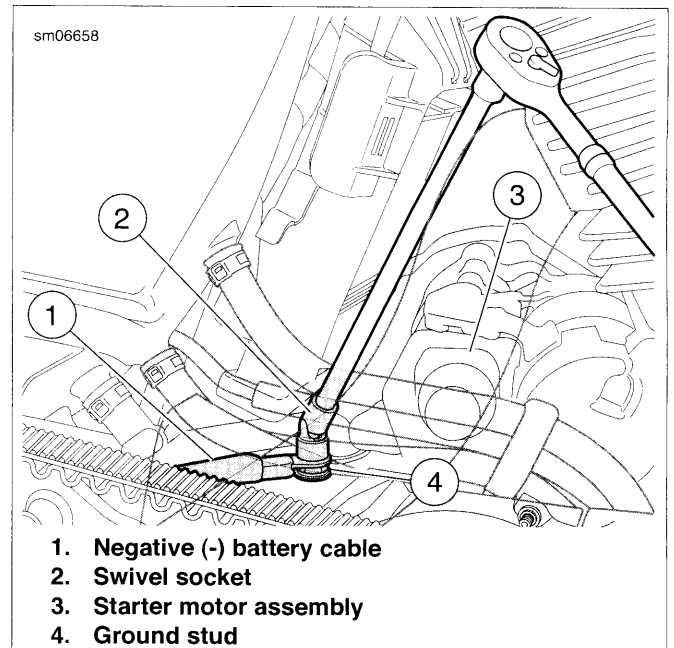 sm06658
2
3
1
4
1. Negative (-) battery cable
2. Swivel socket
3. Starter motor assembly
4. Ground stud